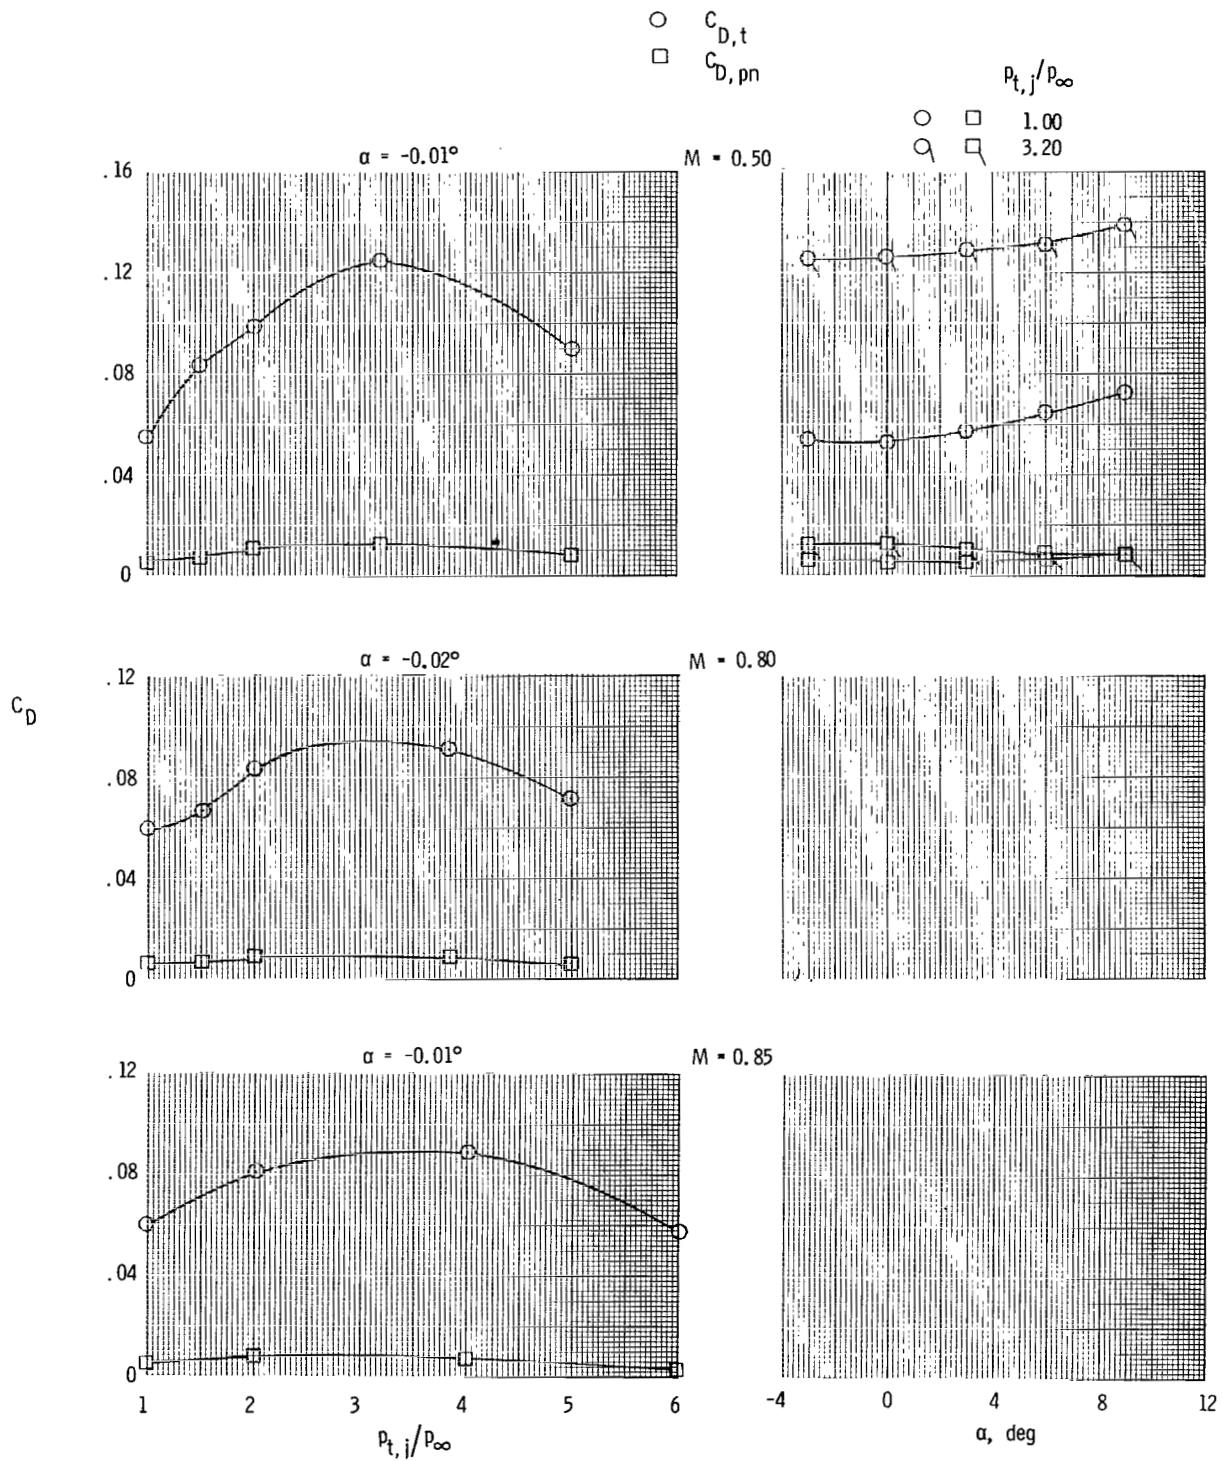 ○ C_D,t
□ C_D,pn
p_t,j/p_∞
○ □ 1.00
○ □ 3.20
α = -0.01° M = 0.50
.16
.12
.08
.04
0
α = -0.02° M = 0.80
.12
C_D
.08
.04
0
α = -0.01° M = 0.85
.12
.08
.04
0
1 2 3 4 5 6 -4 0 4 8 12
p_t,j/p_∞ α, deg